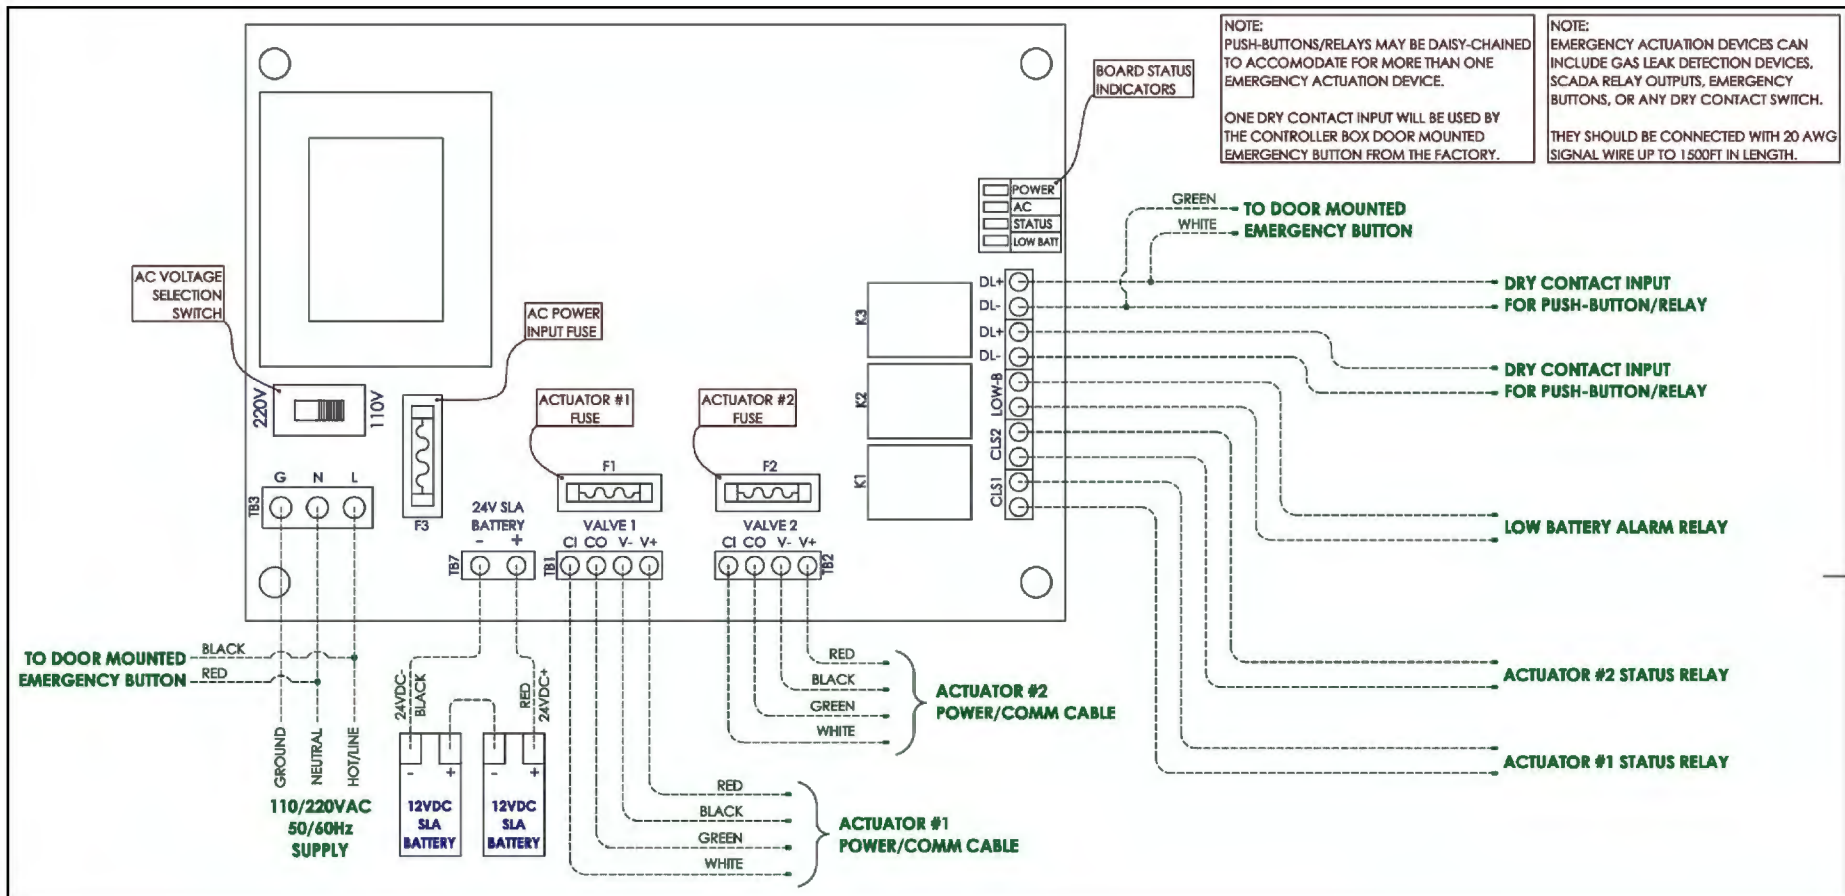 NOTE:
PUSH-BUTTONS/RELAYS MAY BE DAISY-CHAINED
TO ACCOMODATE FOR MORE THAN ONE
EMERGENCY ACTUATION DEVICE.
ONE DRY CONTACT INPUT WILL BE USED BY
THE CONTROLLER BOX DOOR MOUNTED
EMERGENCY BUTTON FROM THE FACTORY.
NOTE:
EMERGENCY ACTUATION DEVICES CAN
INCLUDE GAS LEAK DETECTION DEVICES,
SCADA RELAY OUTPUTS, EMERGENCY
BUTTONS, OR ANY DRY CONTACT SWITCH.
THEY SHOULD BE CONNECTED WITH 20 AWG
SIGNAL WIRE UP TO 1500FT IN LENGTH.
BOARD STATUS
INDICATORS
POWER
AC
STATUS
LOW BATT
GREEN
WHITE
TO DOOR MOUNTED
EMERGENCY BUTTON
AC VOLTAGE
SELECTION
SWITCH
AC POWER
INPUT FUSE
220V
110V
ACTUATOR #1
FUSE
ACTUATOR #2
FUSE
K3
K2
K1
DL+
DL-
DL+
DL-
LOW-B
CLS2
CLS1
DRY CONTACT INPUT
FOR PUSH-BUTTON/RELAY
DRY CONTACT INPUT
FOR PUSH-BUTTON/RELAY
LOW BATTERY ALARM RELAY
ACTUATOR #2 STATUS RELAY
ACTUATOR #1 STATUS RELAY
G N L
TB3
F3
24V SLA
BATTERY
- +
TB7
F1
VALVE 1
CI CO V- V+
TB1
F2
VALVE 2
CI CO V- V+
TB2
TO DOOR MOUNTED
EMERGENCY BUTTON
BLACK
RED
GROUND
NEUTRAL
HOT/LINE
110/220VAC
50/60Hz
SUPPLY
24VDC-
BLACK
RED
24VDC+
- +
12VDC
SLA
BATTERY
- +
12VDC
SLA
BATTERY
RED
BLACK
GREEN
WHITE
ACTUATOR #2
POWER/COMM CABLE
RED
BLACK
GREEN
WHITE
ACTUATOR #1
POWER/COMM CABLE